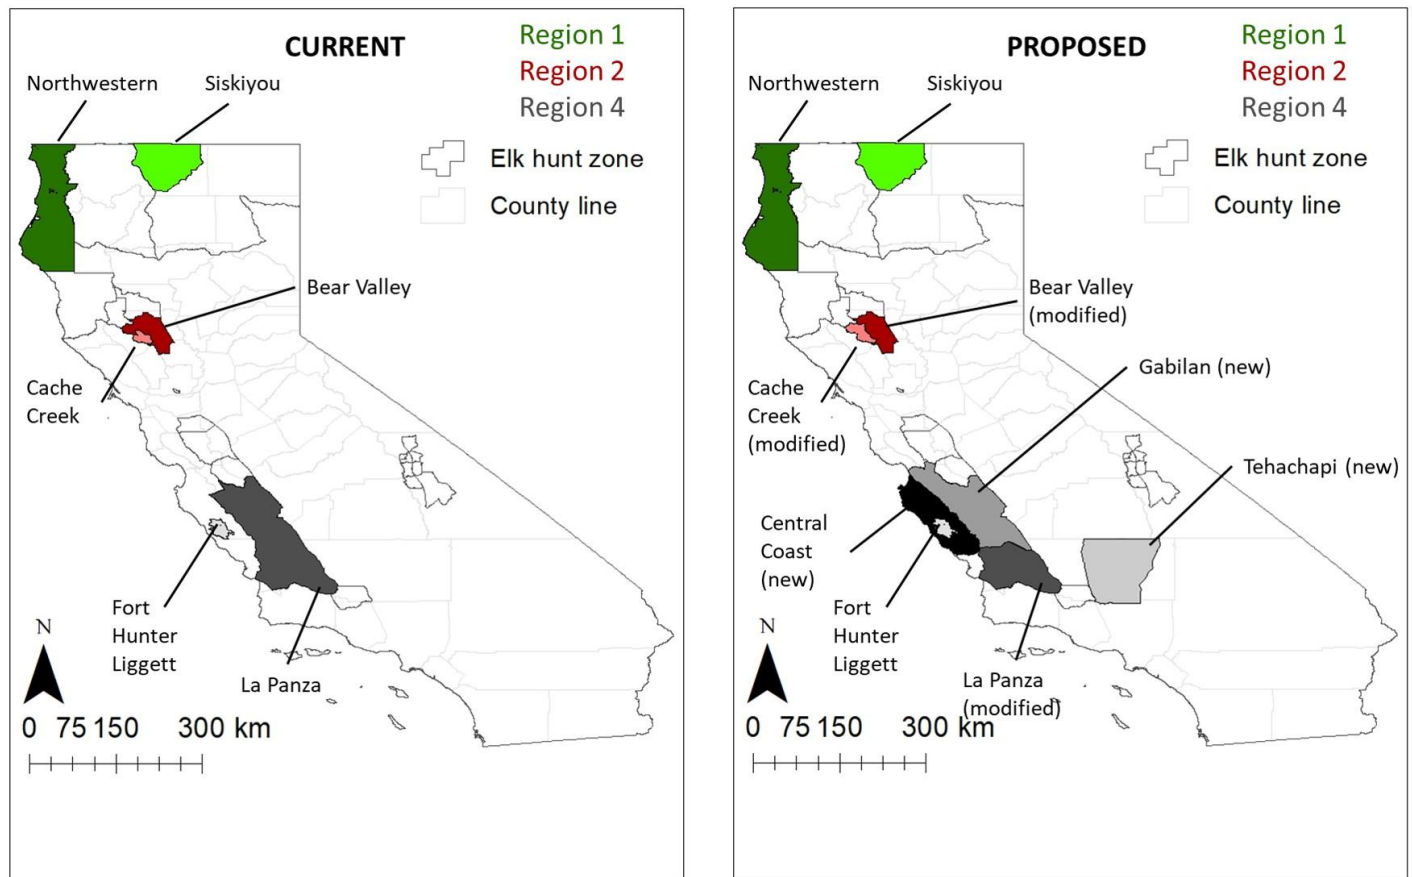 CURRENT
Region 1
Region 2
Region 4
Northwestern
Siskiyou
Elk hunt zone
County line
Bear Valley
Cache
Creek
Fort
Hunter
Liggett
La Panza
N
0 75 150 300 km
PROPOSED
Region 1
Region 2
Region 4
Northwestern
Siskiyou
Elk hunt zone
County line
Bear Valley
(modified)
Gabilan (new)
Cache
Creek
(modified)
Tehachapi (new)
Central
Coast
(new)
Fort
Hunter
Liggett
La Panza
(modified)
N
0 75 150 300 km